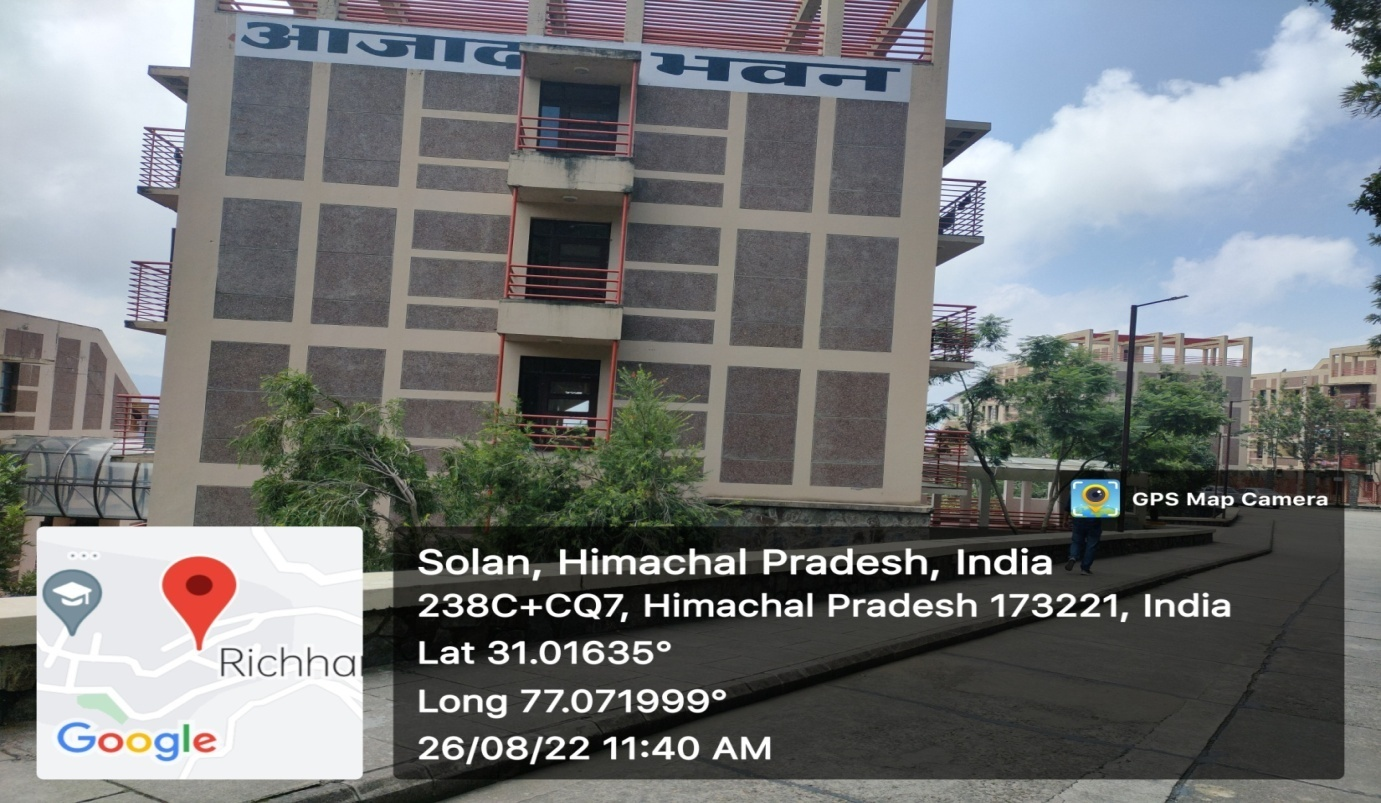 आजाद भवन
GPS Map Camera
Solan, Himachal Pradesh, India
238C+CQ7, Himachal Pradesh 173221, India
Lat 31.01635°
Long 77.071999°
26/08/22 11:40 AM
Richhar
Google